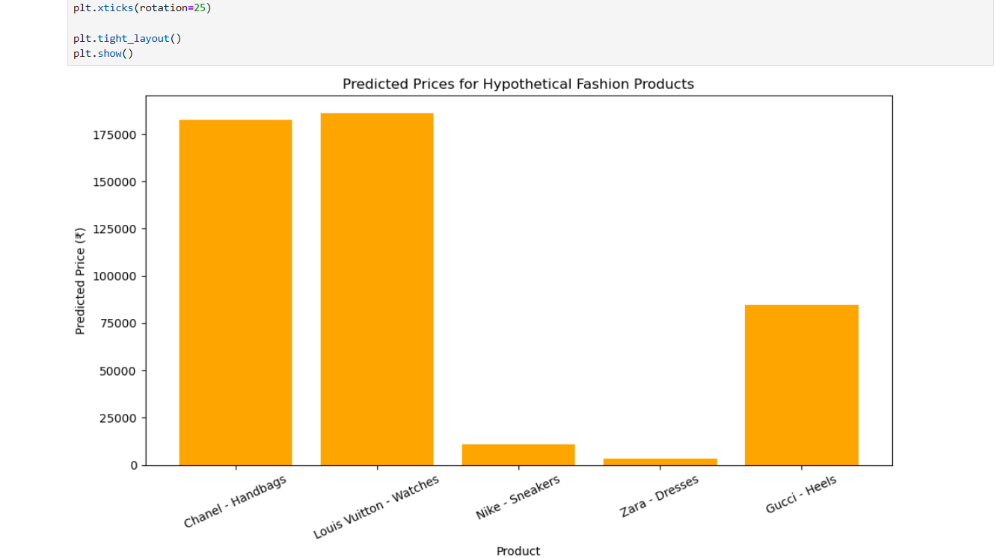 plt.xticks(rotation=25)
plt.tight_layout()
plt.show()
Predicted Prices for Hypothetical Fashion Products
Predicted Price (₹)
175000
150000
125000
100000
75000
50000
25000
0
Chanel - Handbags
Louis Vuitton - Watches
Nike - Sneakers
Zara - Dresses
Gucci - Heels
Product